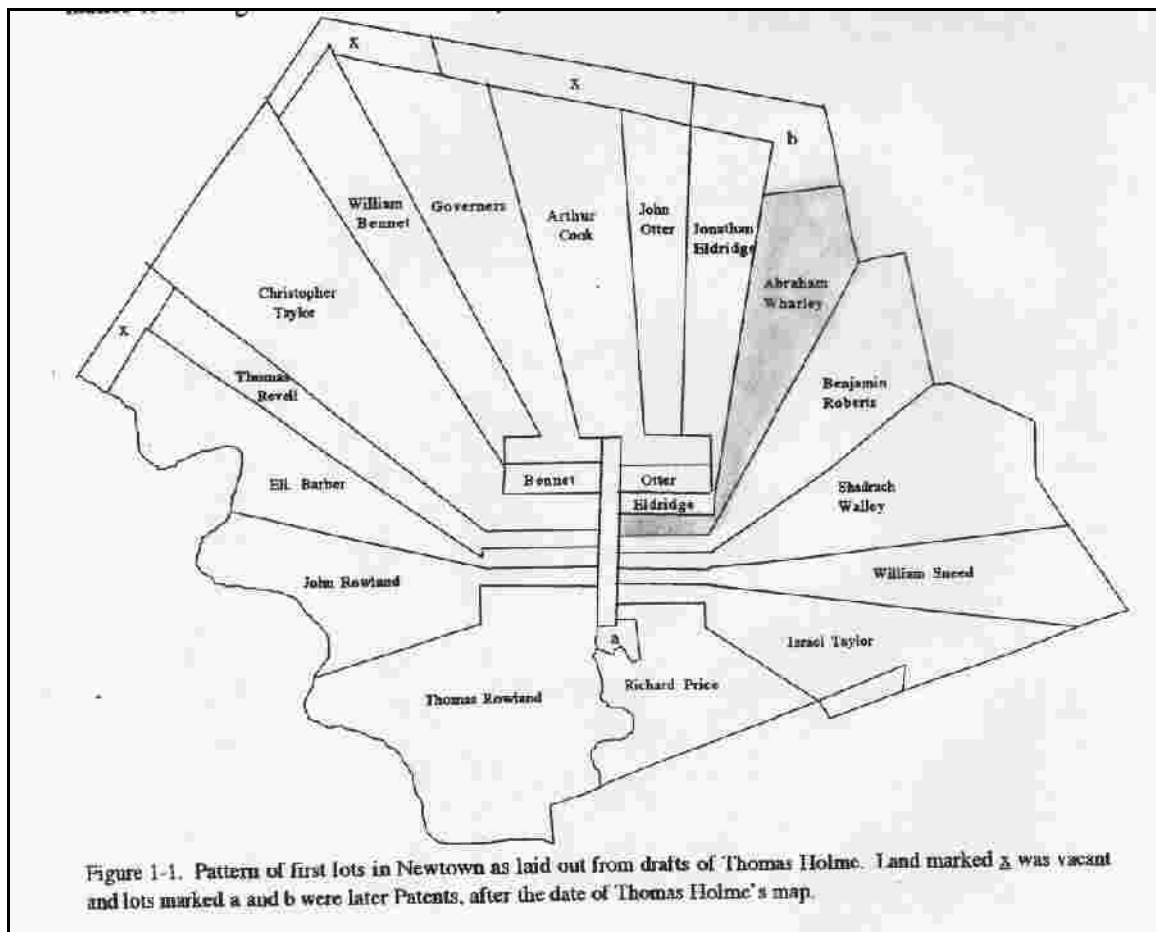 x
x
b
William
Bennet
Governers
Arthur
Cook
John
Otter
Jonathan
Eldridge
Abraham
Wharley
Christopher
Taylor
x
Thomas
Revell
Benjamin
Roberts
Eli. Barber
Bennet
Otter
Eldridge
Shadrach
Walley
John Rowland
William Sneed
a
Israel Taylor
Thomas Rowland
Richard Price
Figure 1-1. Pattern of first lots in Newtown as laid out from drafts of Thomas Holme. Land marked x was vacant
and lots marked a and b were later Patents, after the date of Thomas Holme's map.